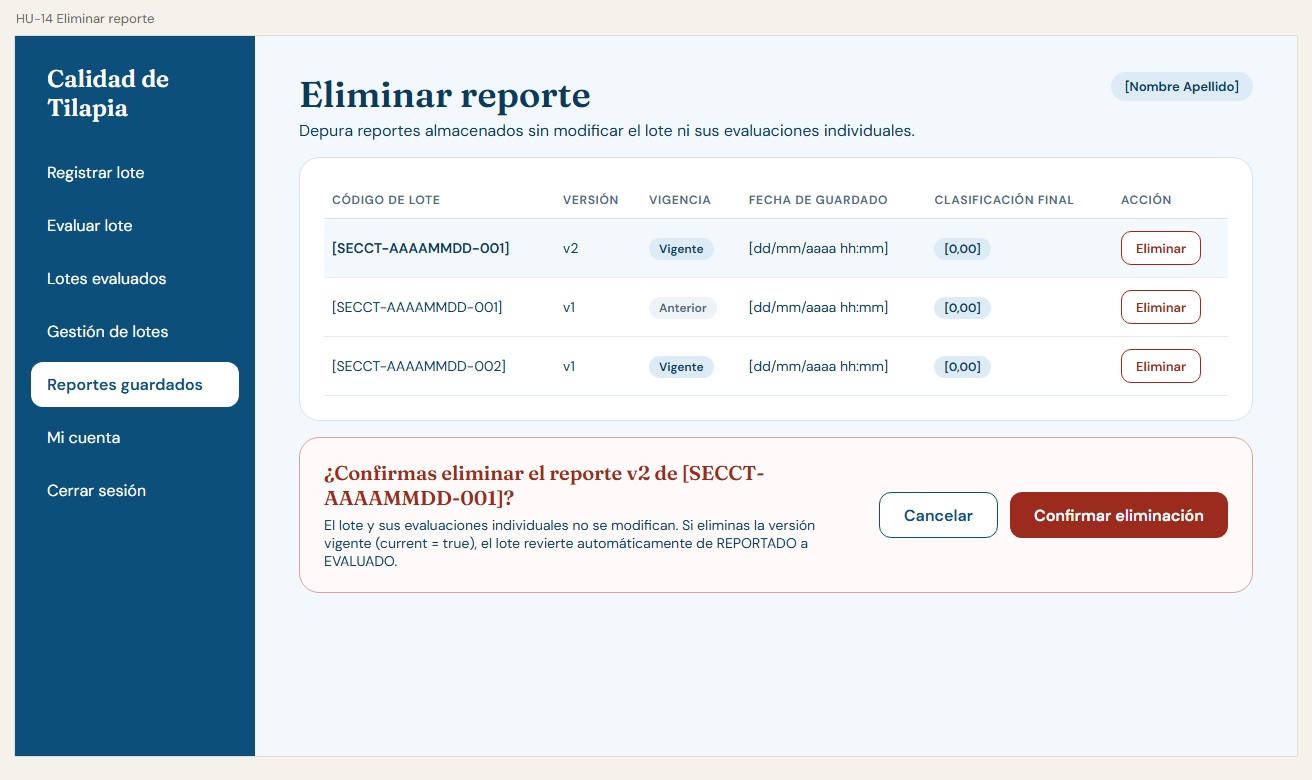 HU-14 Eliminar reporte
Calidad de
Tilapia
Registrar lote
Evaluar lote
Lotes evaluados
Gestión de lotes
Reportes guardados
Mi cuenta
Cerrar sesión
Eliminar reporte
[Nombre Apellido]
Depura reportes almacenados sin modificar el lote ni sus evaluaciones individuales.
CÓDIGO DE LOTE VERSIÓN VIGENCIA FECHA DE GUARDADO CLASIFICACIÓN FINAL ACCIÓN
[SECCT-AAAAMMDD-001] v2 Vigente [dd/mm/aaaa hh:mm] [0,00] Eliminar
[SECCT-AAAAMMDD-001] v1 Anterior [dd/mm/aaaa hh:mm] [0,00] Eliminar
[SECCT-AAAAMMDD-002] v1 Vigente [dd/mm/aaaa hh:mm] [0,00] Eliminar
¿Confirmas eliminar el reporte v2 de [SECCT-
AAAAMMDD-001]?
El lote y sus evaluaciones individuales no se modifican. Si eliminas la versión
vigente (current = true), el lote revierte automáticamente de REPORTADO a
EVALUADO.
Cancelar
Confirmar eliminación